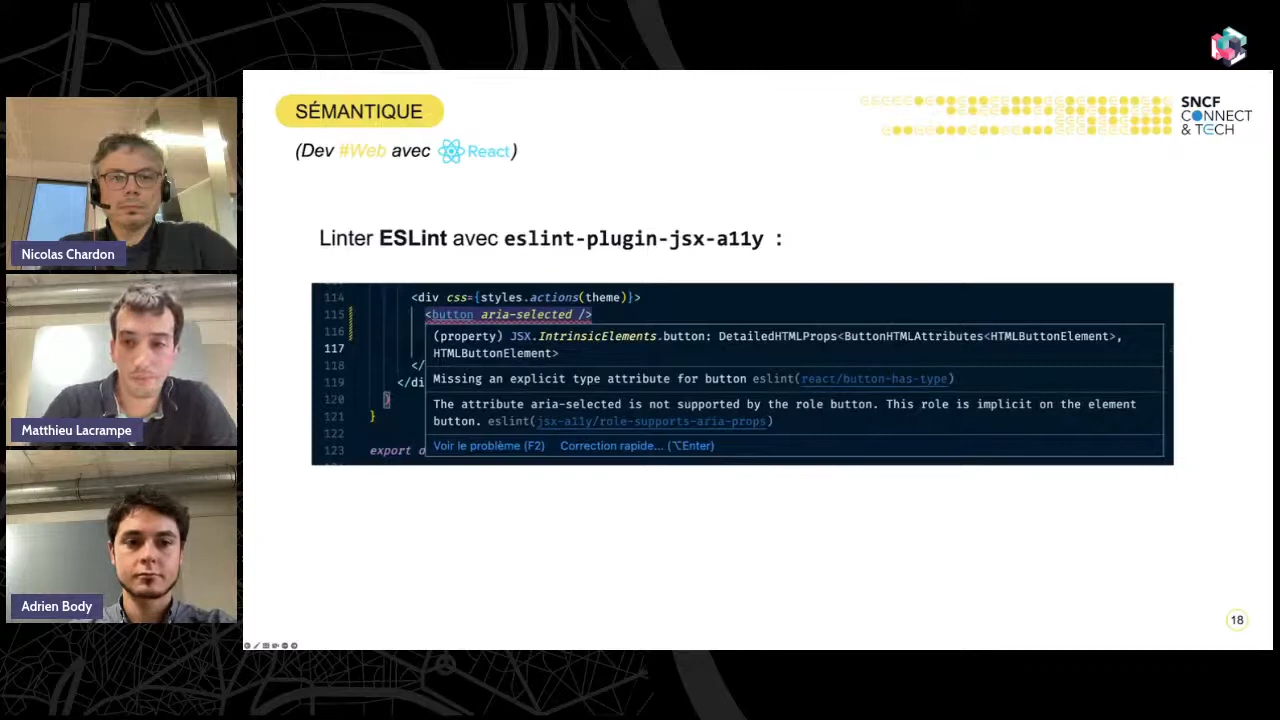 SÉMANTIQUE
(Dev #Web avec React)
SNCF
CONNECT
& TECH
Nicolas Chardon
Matthieu Lacrampe
Adrien Body
Linter ESLint avec eslint-plugin-jsx-a11y :
114 <div css={styles.actions(theme)}>
115 <button aria-selected />
116 (property) JSX.IntrinsicElements.button: DetailedHTMLProps<ButtonHTMLAttributes<HTMLButtonElement>,
117 HTMLButtonElement>
118 </
Missing an explicit type attribute for button eslint(react/button-has-type)
119 </di
120 )
The attribute aria-selected is not supported by the role button. This role is implicit on the element
121 }
button. eslint(jsx-a11y/role-supports-aria-props)
122
Voir le problème (F2) Correction rapide... (⌥Enter)
123 export d
18